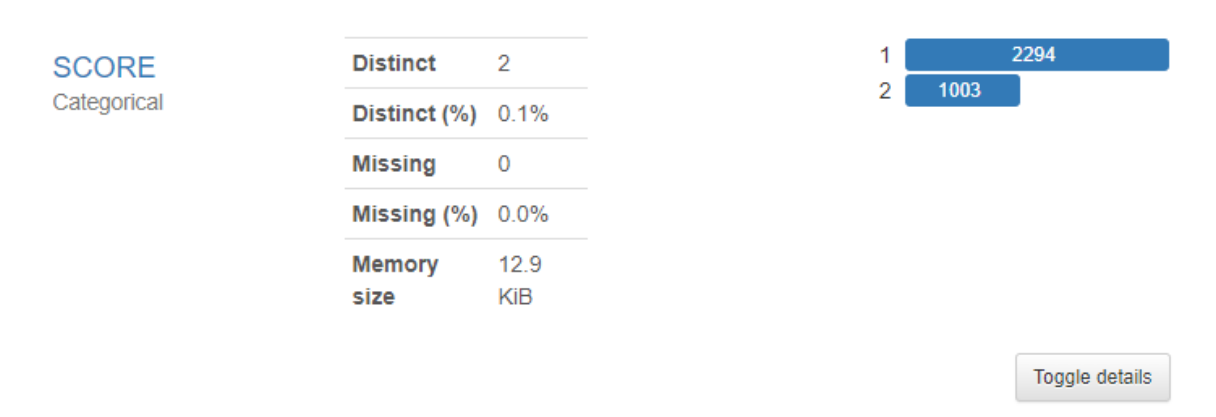 SCORE
Categorical
Distinct 2
Distinct (%) 0.1%
Missing 0
Missing (%) 0.0%
Memory size 12.9 KiB
1 2294
2 1003
Toggle details